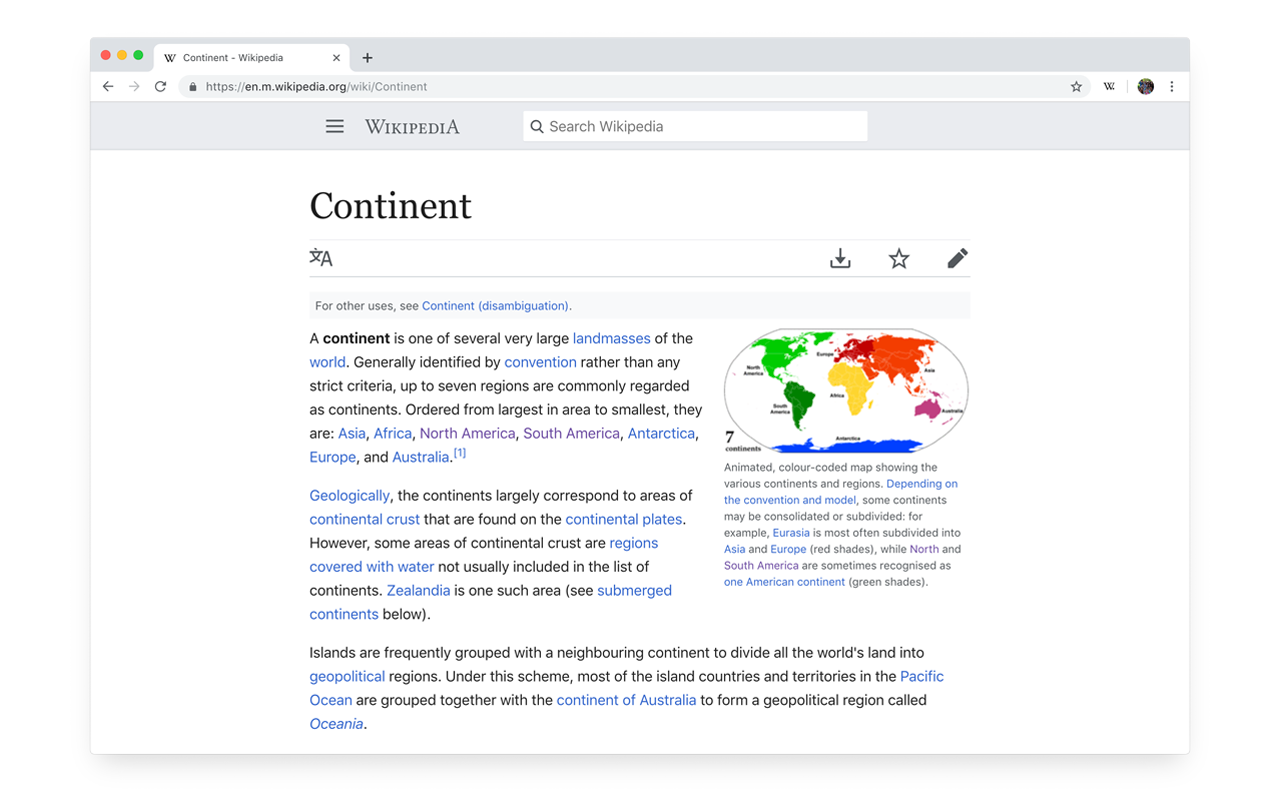 Continent - Wikipedia
https://en.m.wikipedia.org/wiki/Continent
W
WIKIPEDIA
Search Wikipedia
Continent
文A
For other uses, see Continent (disambiguation).
A continent is one of several very large landmasses of the
world. Generally identified by convention rather than any
strict criteria, up to seven regions are commonly regarded
as continents. Ordered from largest in area to smallest, they
are: Asia, Africa, North America, South America, Antarctica,
Europe, and Australia.[1]
Geologically, the continents largely correspond to areas of
continental crust that are found on the continental plates.
However, some areas of continental crust are regions
covered with water not usually included in the list of
continents. Zealandia is one such area (see submerged
continents below).
North
America
Europe
Asia
South
America
Africa
Australia
Antarctica
7
continents
Animated, colour-coded map showing the
various continents and regions. Depending on
the convention and model, some continents
may be consolidated or subdivided: for
example, Eurasia is most often subdivided into
Asia and Europe (red shades), while North and
South America are sometimes recognised as
one American continent (green shades).
Islands are frequently grouped with a neighbouring continent to divide all the world's land into
geopolitical regions. Under this scheme, most of the island countries and territories in the Pacific
Ocean are grouped together with the continent of Australia to form a geopolitical region called
Oceania.